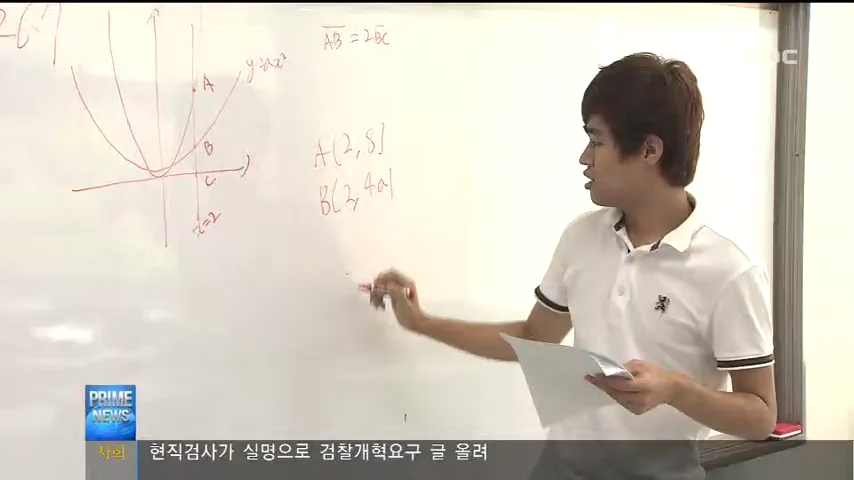 267
AB = 2BC
y=ax²
A
B
C
x=2
A(2, 8)
B(2, 4a)
PRIME
NEWS
사회
현직검사가 실명으로 검찰개혁요구 글 올려